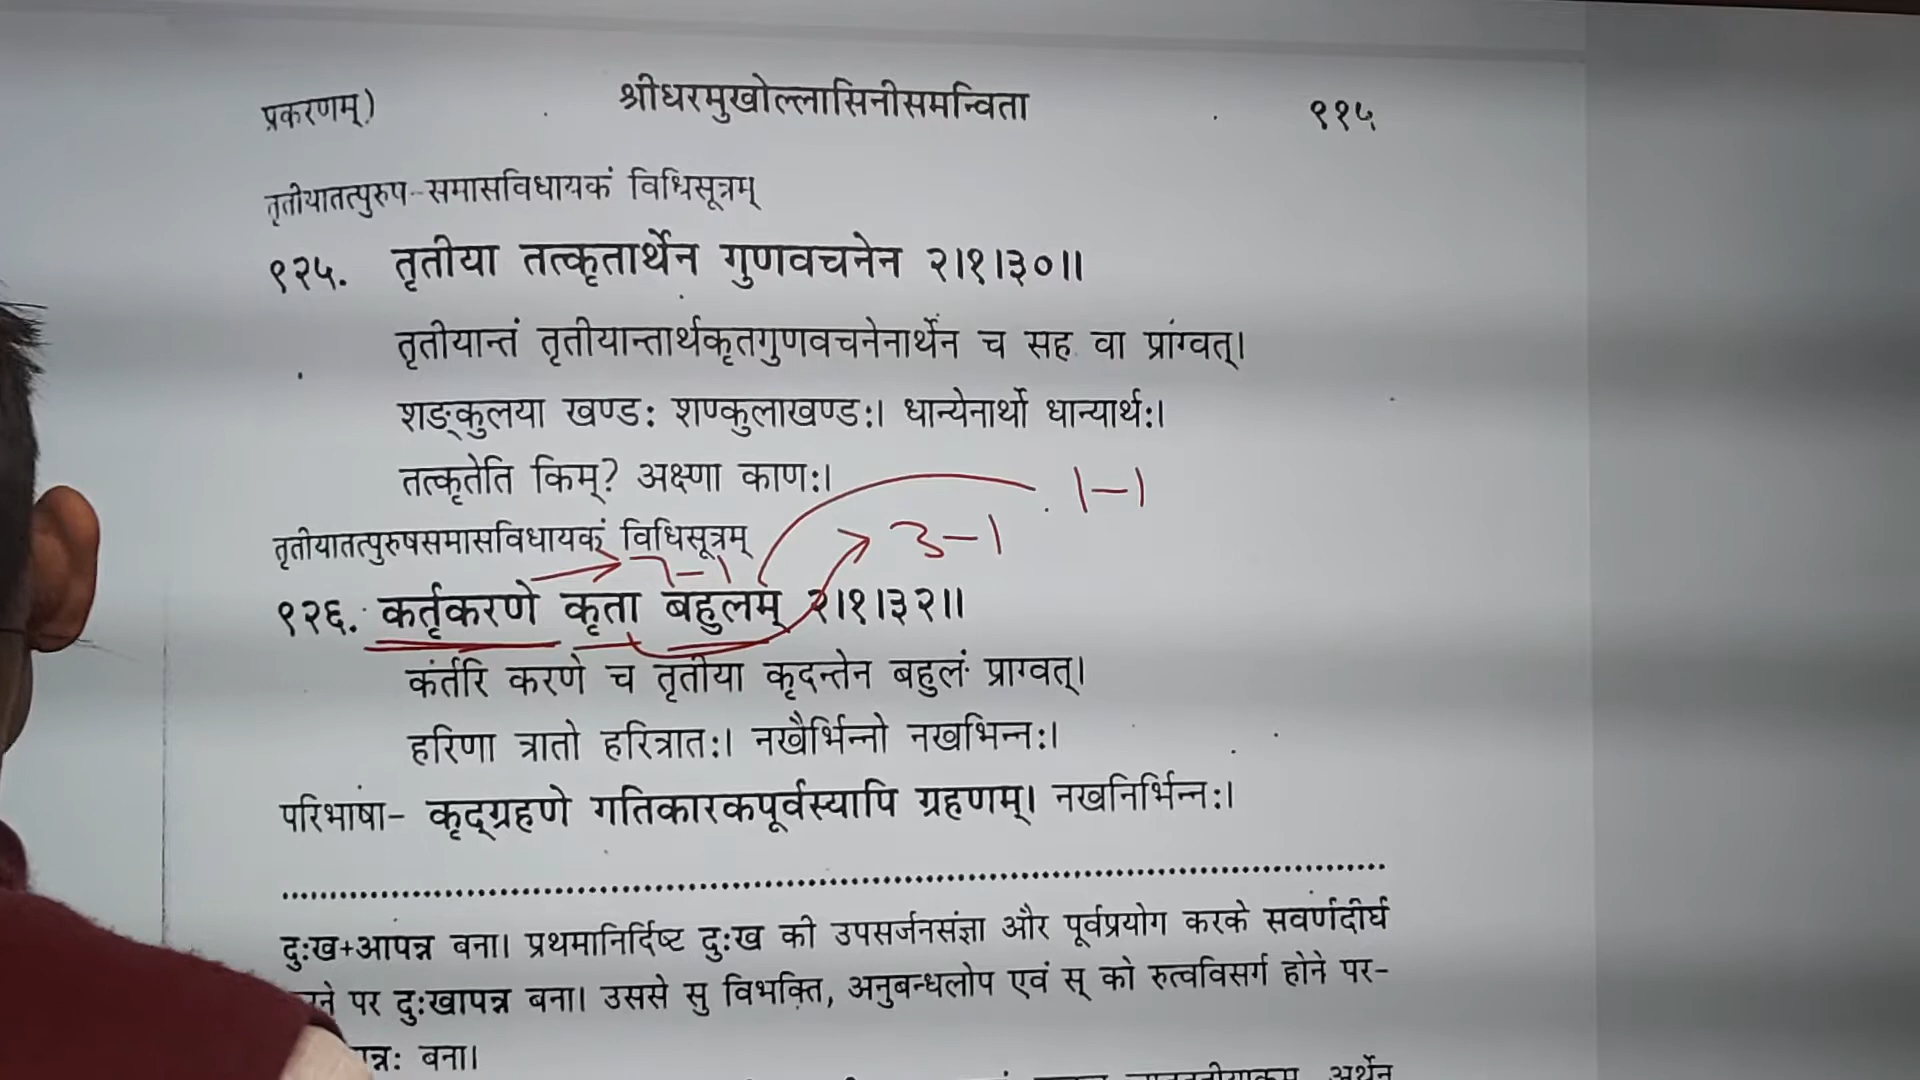 प्रकरणम्) श्रीधरमुखोल्लासिनीसमन्विता ९१५
तृतीयातत्पुरुष-समासविधायकं विधिसूत्रम्
९२५. तृतीया तत्कृतार्थेन गुणवचनेन २।१।३०॥
तृतीयान्तं तृतीयान्तार्थकृतगुणवचनेनार्थेन च सह वा प्राग्वत्।
शङ्कुलया खण्डः शण्कुलाखण्डः। धान्येनार्थो धान्यार्थः।
तत्कृतेति किम्? अक्ष्णा काणः।
1-1
तृतीयातत्पुरुषसमासविधायकं विधिसूत्रम्
3-1
7-1
९२६. कर्तृकरणे कृता बहुलम् २।१।३२॥
कर्तरि करणे च तृतीया कृदन्तेन बहुलं प्राग्वत्।
हरिणा त्रातो हरित्रातः। नखैर्भिन्नो नखभिन्नः।
परिभाषा- कृद्ग्रहणे गतिकारकपूर्वस्यापि ग्रहणम्। नखनिर्भिन्नः।
दुःख+आपन्न बना। प्रथमानिर्दिष्ट दुःख की उपसर्जनसंज्ञा और पूर्वप्रयोग करके सवर्णदीर्घ
पर दुःखापन्न बना। उससे सु विभक्ति, अनुबन्धलोप एवं स् को रुत्वविसर्ग होने पर-
बना।
अर्थेन